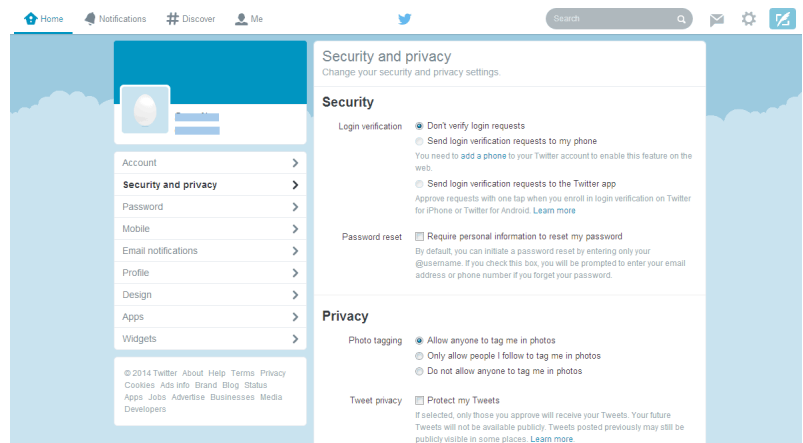 Home Notifications Discover Me Search
Security and privacy
Change your security and privacy settings.
Security
Login verification Don't verify login requests
Send login verification requests to my phone
You need to add a phone to your Twitter account to enable this feature on the
web.
Send login verification requests to the Twitter app
Approve requests with one tap when you enroll in login verification on Twitter
for iPhone or Twitter for Android. Learn more
Password reset Require personal information to reset my password
By default, you can initiate a password reset by entering only your
@username. If you check this box, you will be prompted to enter your email
address or phone number if you forget your password.
Privacy
Photo tagging Allow anyone to tag me in photos
Only allow people I follow to tag me in photos
Do not allow anyone to tag me in photos
Tweet privacy Protect my Tweets
If selected, only those you approve will receive your Tweets. Your future
Tweets will not be available publicly. Tweets posted previously may still be
publicly visible in some places. Learn more.
Account
Security and privacy
Password
Mobile
Email notifications
Profile
Design
Apps
Widgets
© 2014 Twitter About Help Terms Privacy
Cookies Ads info Brand Blog Status
Apps Jobs Advertise Businesses Media
Developers